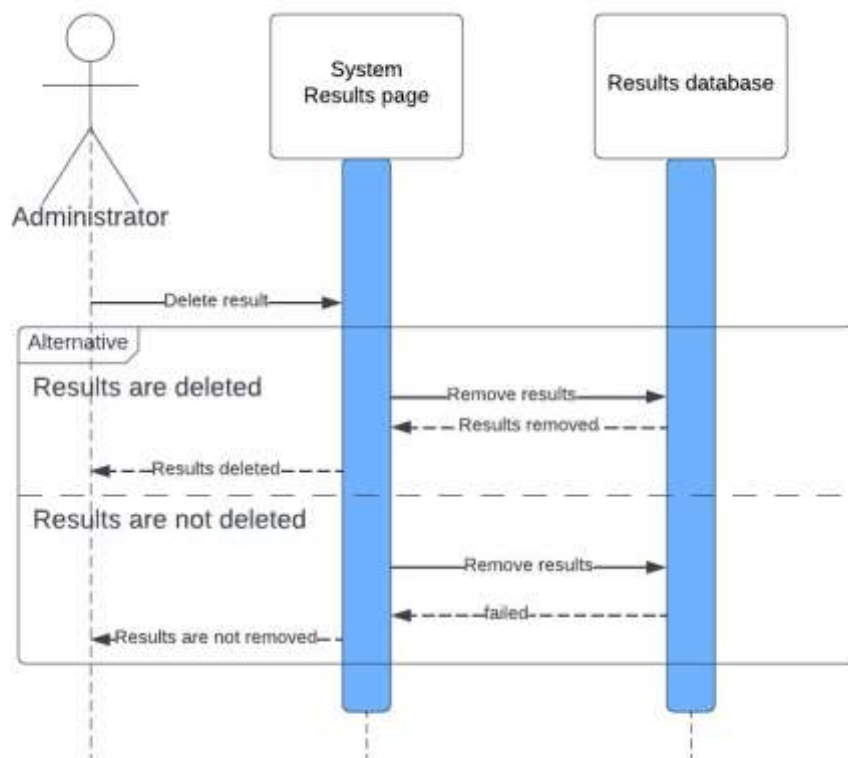 System
Results page
Results database
Administrator
Delete result
Alternative
Results are deleted
Remove results
Results removed
Results deleted
Results are not deleted
Remove results
failed
Results are not removed